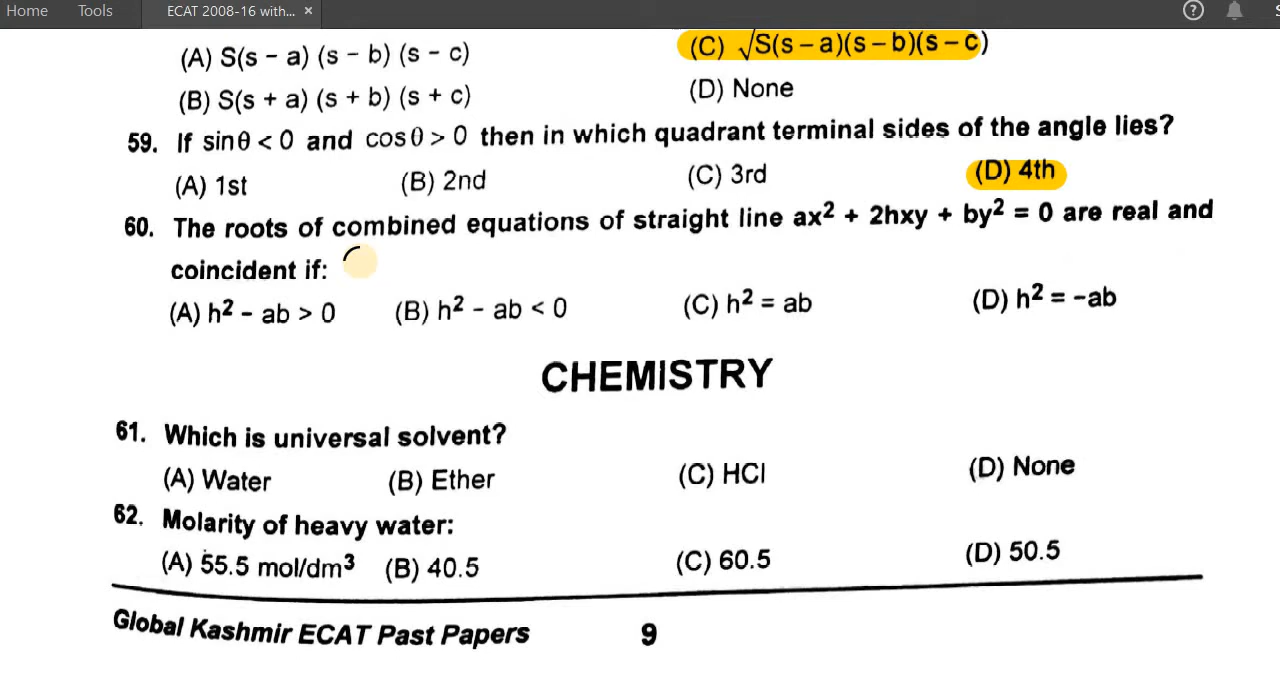 Home Tools ECAT 2008-16 with... ×
(A) S(s − a) (s − b) (s − c) (C) √S(s − a)(s − b)(s − c)
(B) S(s + a) (s + b) (s + c) (D) None
59. If sinθ < 0 and cosθ > 0 then in which quadrant terminal sides of the angle lies?
(A) 1st (B) 2nd (C) 3rd (D) 4th
60. The roots of combined equations of straight line ax² + 2hxy + by² = 0 are real and
coincident if:
(A) h² - ab > 0 (B) h² - ab < 0 (C) h² = ab (D) h² = -ab
CHEMISTRY
61. Which is universal solvent?
(A) Water (B) Ether (C) HCl (D) None
62. Molarity of heavy water:
(A) 55.5 mol/dm³ (B) 40.5 (C) 60.5 (D) 50.5
Global Kashmir ECAT Past Papers 9